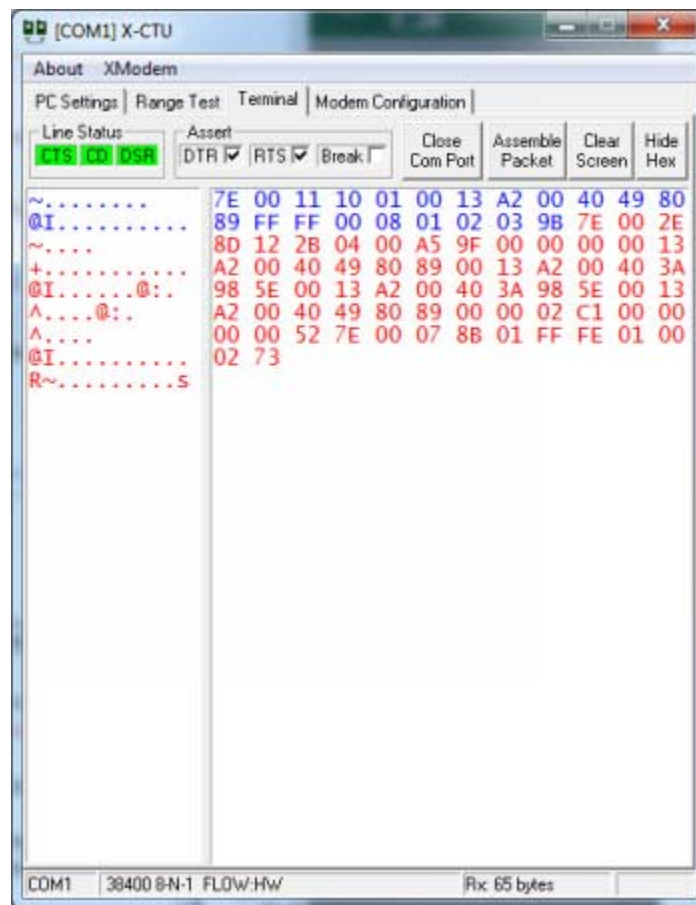 [COM1] X-CTU
About XModem
PC Settings Range Test Terminal Modem Configuration
Line Status
CTS CD DSR
Assert
DTR RTS Break
Close Com Port
Assemble Packet
Clear Screen
Hide Hex
~........ 7E 00 11 10 01 00 13 A2 00 40 49 80
@I.......... 89 FF FF 00 08 01 02 03 9B 7E 00 2E
~.... 8D 12 2B 04 00 A5 9F 00 00 00 00 13
+............ A2 00 40 49 80 89 00 13 A2 00 40 3A
@I......@:. 98 5E 00 13 A2 00 40 3A 98 5E 00 13
^....@:. A2 00 40 49 80 89 00 00 02 C1 00 00
^.... 00 00 52 7E 00 07 8B 01 FF FE 01 00
@I.......... 02 73
R~.........s
COM1 38400 8-N-1 FLOW:HW Rx: 65 bytes